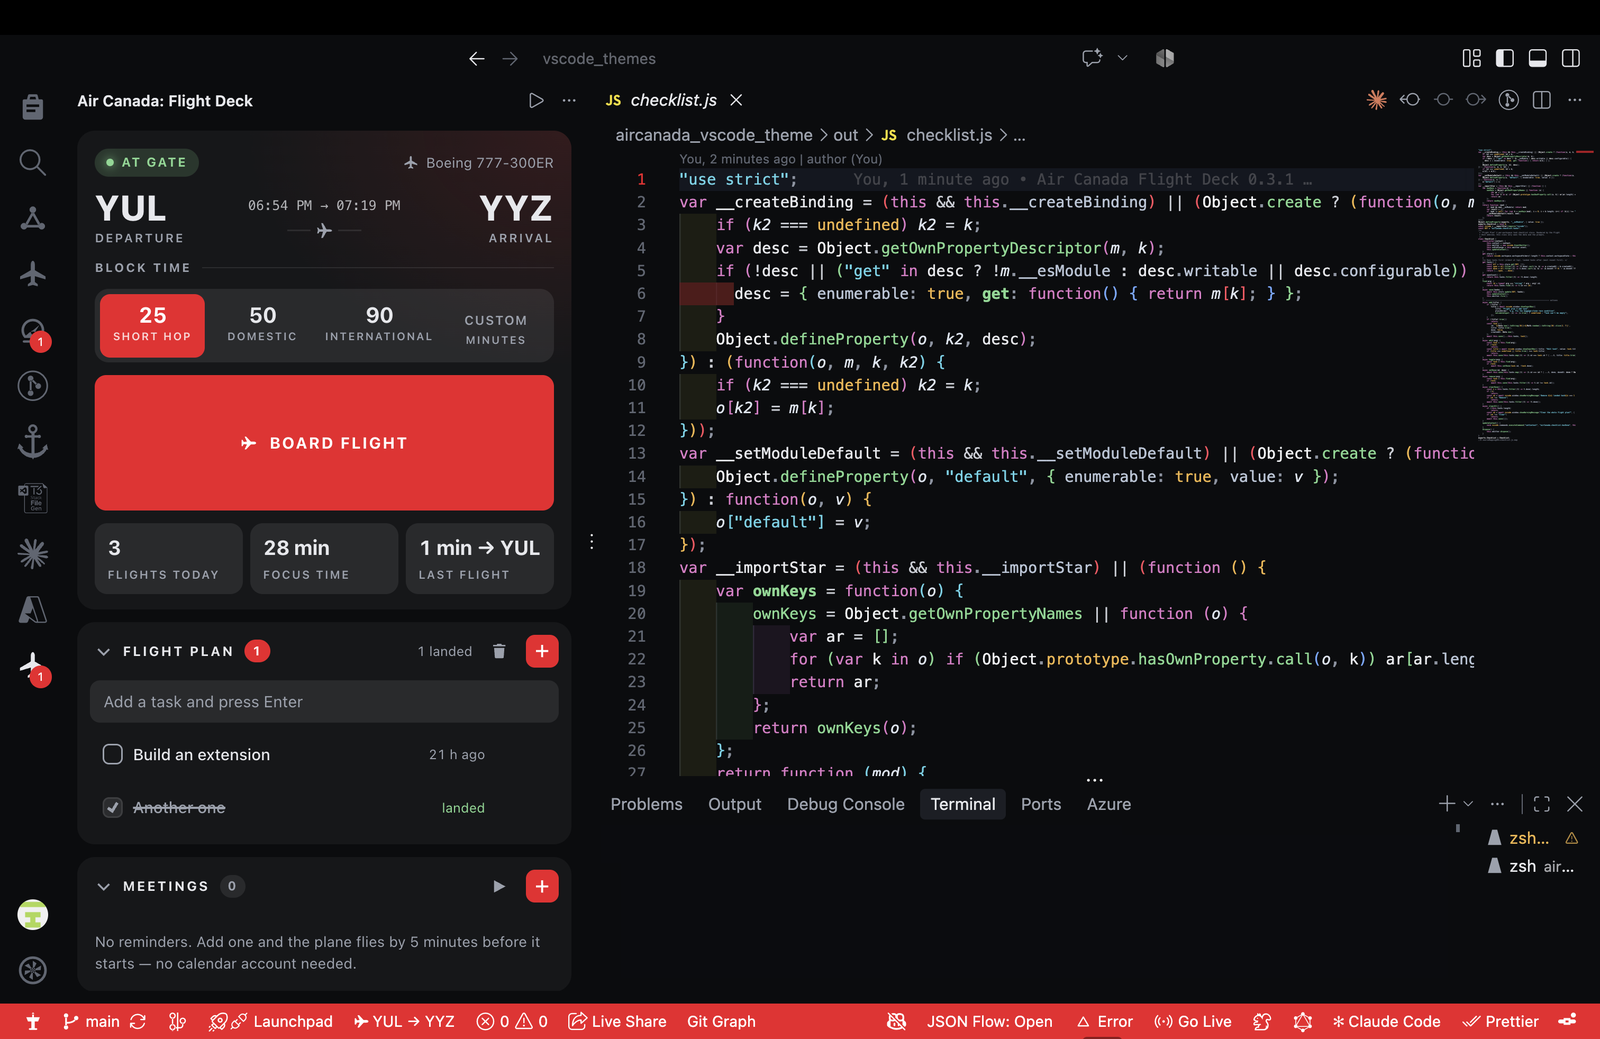 vscode_themes
Air Canada: Flight Deck
AT GATE
Boeing 777-300ER
YUL
06:54 PM → 07:19 PM
YYZ
DEPARTURE
ARRIVAL
BLOCK TIME
25
SHORT HOP
50
DOMESTIC
90
INTERNATIONAL
CUSTOM
MINUTES
BOARD FLIGHT
3
FLIGHTS TODAY
28 min
FOCUS TIME
1 min → YUL
LAST FLIGHT
FLIGHT PLAN 1
1 landed
Add a task and press Enter
Build an extension
21 h ago
Another one
landed
MEETINGS 0
No reminders. Add one and the plane flies by 5 minutes before it
starts — no calendar account needed.
1
1
JS checklist.js
aircanada_vscode_theme > out > JS checklist.js > ...
You, 2 minutes ago | author (You)
1 "use strict"; You, 1 minute ago • Air Canada Flight Deck 0.3.1 …
2 var __createBinding = (this && this.__createBinding) || (Object.create ? (function(o, m
3 if (k2 === undefined) k2 = k;
4 var desc = Object.getOwnPropertyDescriptor(m, k);
5 if (!desc || ("get" in desc ? !m.__esModule : desc.writable || desc.configurable))
6 desc = { enumerable: true, get: function() { return m[k]; } };
7 }
8 Object.defineProperty(o, k2, desc);
9 }) : (function(o, m, k, k2) {
10 if (k2 === undefined) k2 = k;
11 o[k2] = m[k];
12 }));
13 var __setModuleDefault = (this && this.__setModuleDefault) || (Object.create ? (functio
14 Object.defineProperty(o, "default", { enumerable: true, value: v });
15 }) : function(o, v) {
16 o["default"] = v;
17 });
18 var __importStar = (this && this.__importStar) || (function () {
19 var ownKeys = function(o) {
20 ownKeys = Object.getOwnPropertyNames || function (o) {
21 var ar = [];
22 for (var k in o) if (Object.prototype.hasOwnProperty.call(o, k)) ar[ar.leng
23 return ar;
24 };
25 return ownKeys(o);
26 };
27 return function (mod) {
Problems
Output
Debug Console
Terminal
Ports
Azure
zsh...
zsh air...
main
Launchpad
YUL → YYZ
0
0
Live Share
Git Graph
JSON Flow: Open
Error
Go Live
Claude Code
Prettier